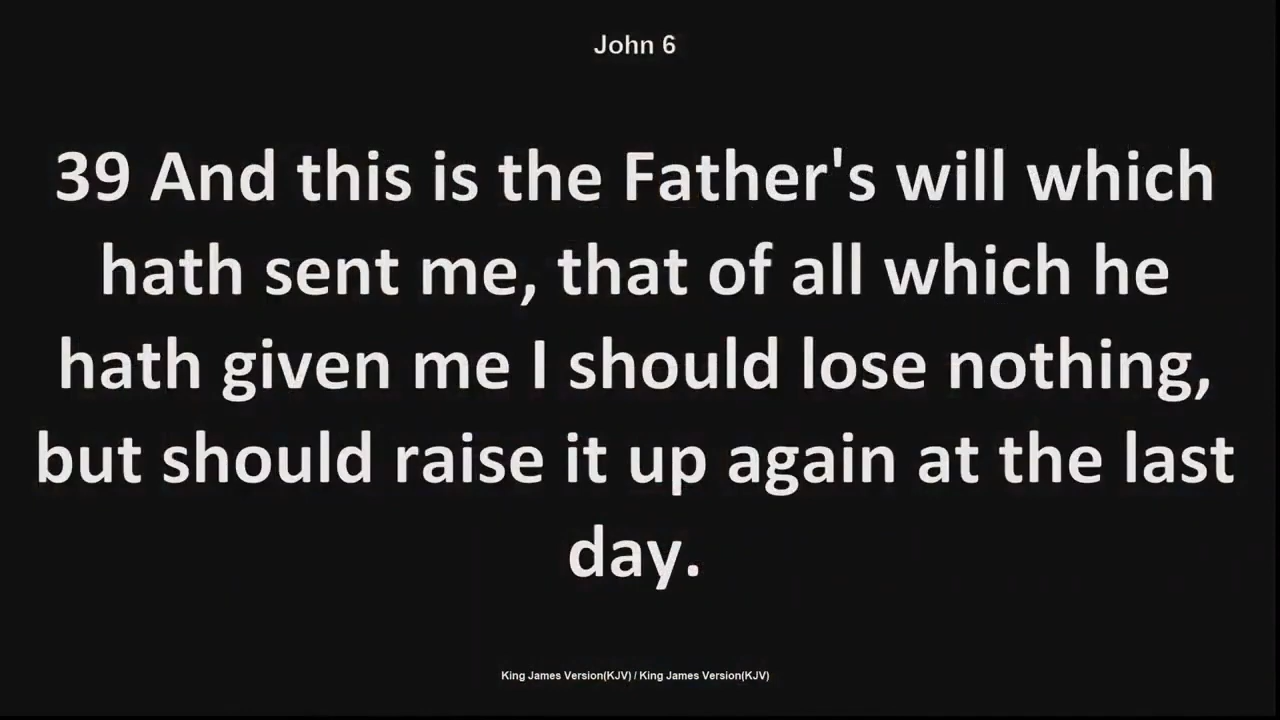 John 6
39 And this is the Father's will which
hath sent me, that of all which he
hath given me I should lose nothing,
but should raise it up again at the last
day.
King James Version(KJV) / King James Version(KJV)